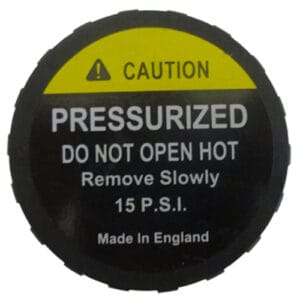 CAUTION
PRESSURIZED
DO NOT OPEN HOT
Remove Slowly
15 P.S.I.
Made In England